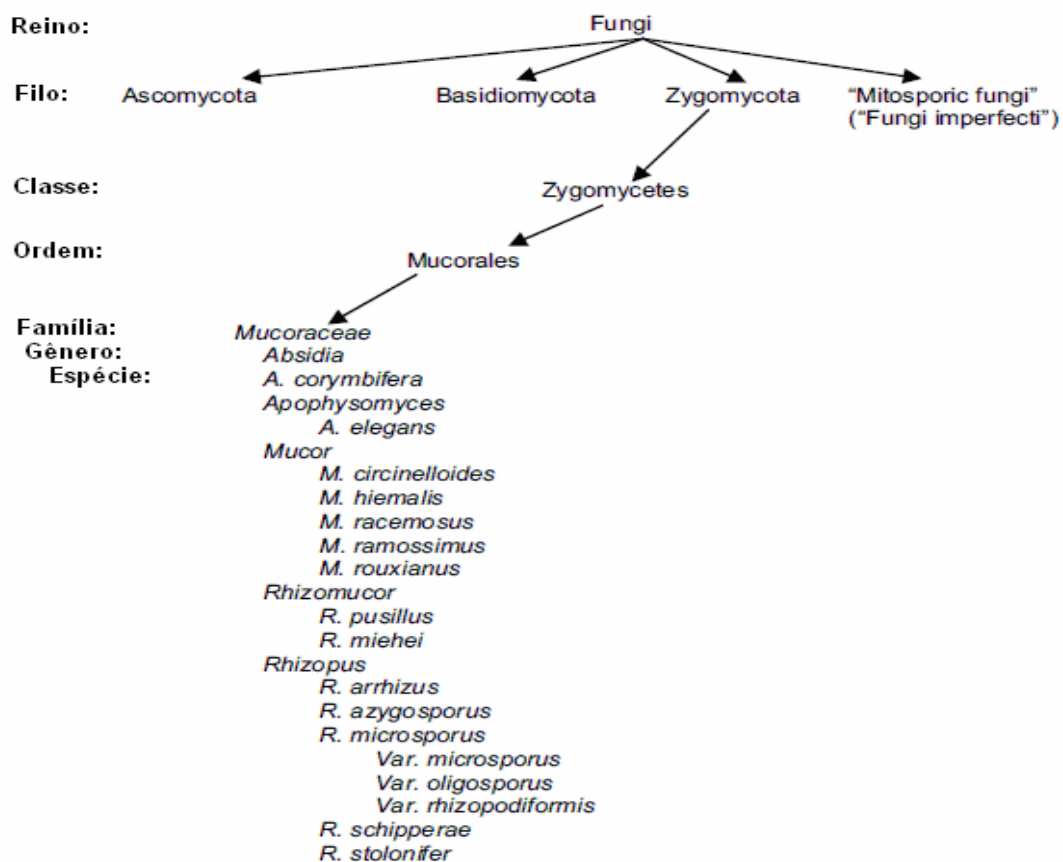 Reino: Fungi
Filo: Ascomycota Basidiomycota Zygomycota “Mitosporic fungi”
(“Fungi imperfecti”)
Classe: Zygomycetes
Ordem: Mucorales
Família: Mucoraceae
Gênero: Absidia
Espécie: A. corymbifera
Apophysomyces
A. elegans
Mucor
M. circinelloides
M. hiemalis
M. racemosus
M. ramossimus
M. rouxianus
Rhizomucor
R. pusillus
R. miehei
Rhizopus
R. arrhizus
R. azygosporus
R. microsporus
Var. microsporus
Var. oligosporus
Var. rhizopodiformis
R. schipperae
R. stolonifer